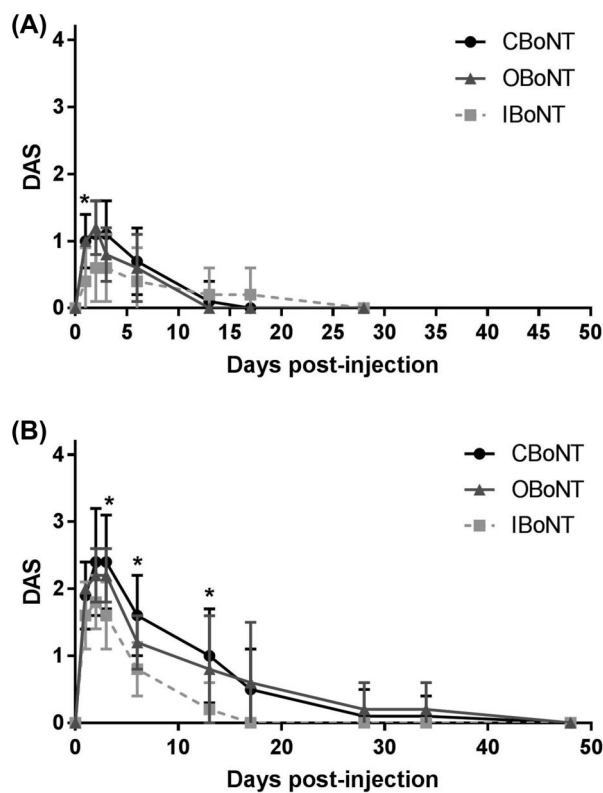 (A)
4
3
2
1
0
DAS
*
CBoNT
OBoNT
IBoNT
0 5 10 15 20 25 30 35 40 45 50
Days post-injection
(B)
4
3
2
1
0
DAS
* * *
CBoNT
OBoNT
IBoNT
0 10 20 30 40 50
Days post-injection